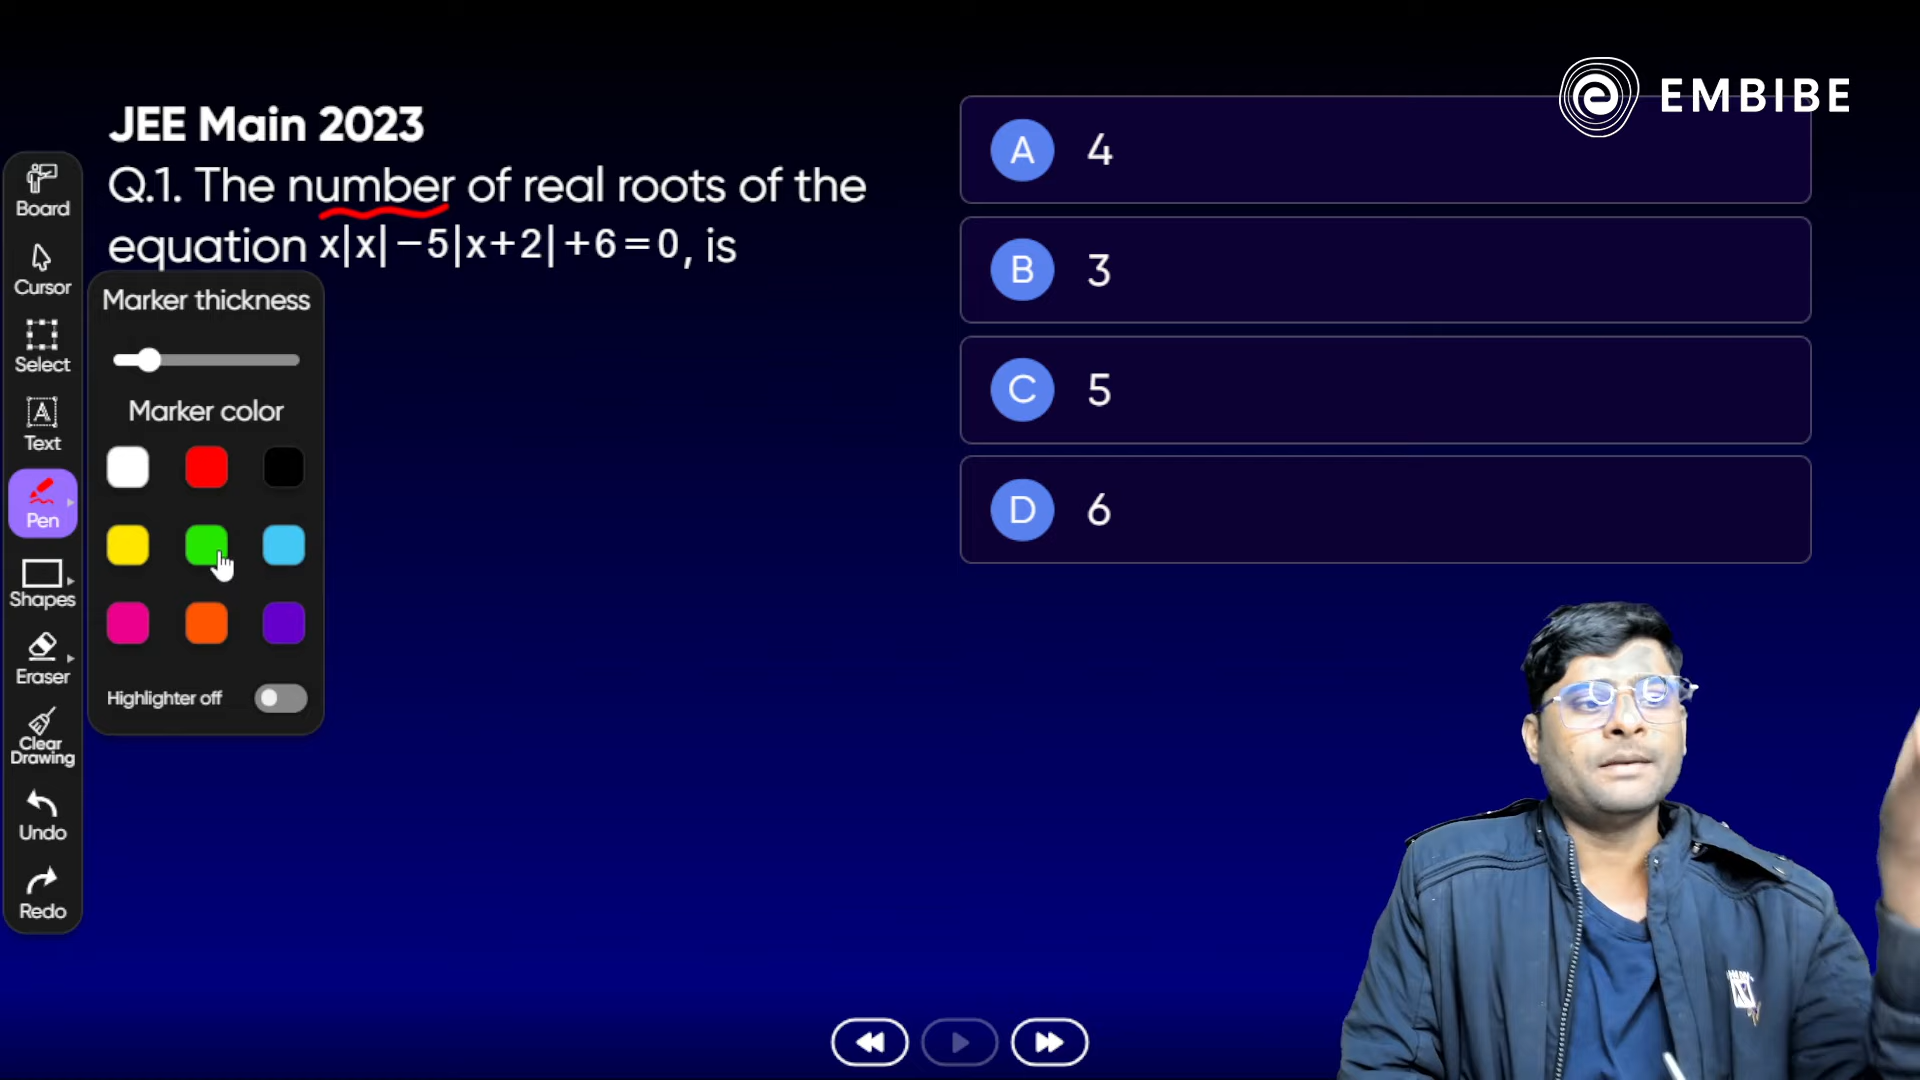 EMBIBE
JEE Main 2023
Q.1. The number of real roots of the
equation x|x|−5|x+2|+6=0, is
A 4
B 3
C 5
D 6
Board
Cursor
Select
Text
Pen
Shapes
Eraser
Clear
Drawing
Undo
Redo
Marker thickness
Marker color
Highlighter off